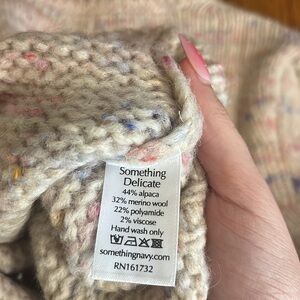 Something
Delicate
44% alpaca
32% merino wool
22% polyamide
2% viscose
Hand wash only
somethingnavy.com
RN161732